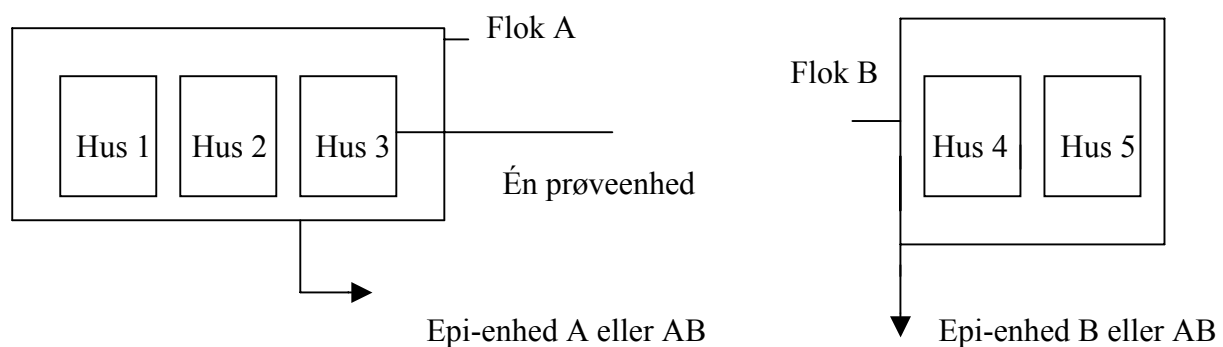 Flok A
Flok B
Hus 1 Hus 2 Hus 3
Hus 4 Hus 5
Én prøveenhed
Epi-enhed A eller AB
Epi-enhed B eller AB